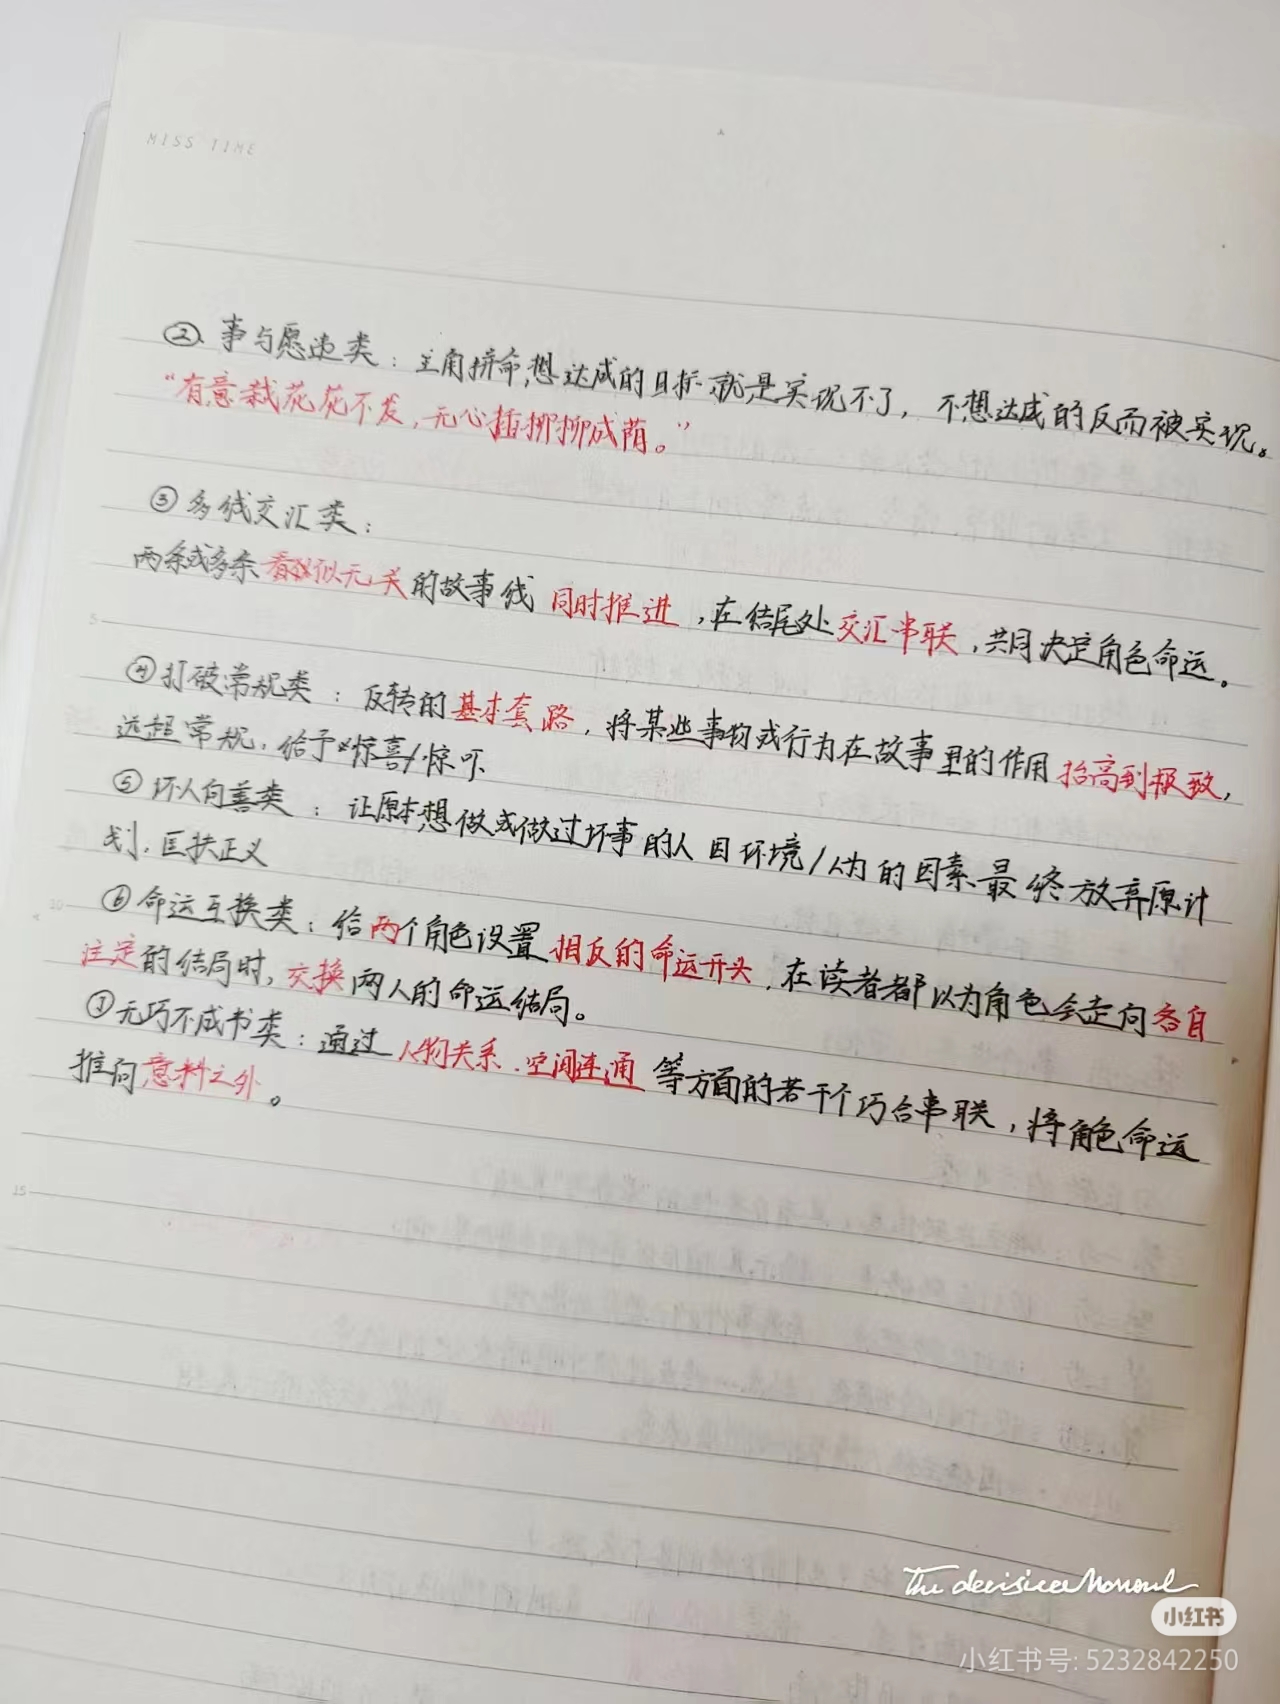 MISS TIME
②、事与愿违类：主角拼命想达成的目标就是实现不了，不想达成的反而被实现。
“有意栽花花不发，无心插柳柳成荫。”
③多线交汇类：
两条或多条看似无关的故事线 同时推进，在结尾处交汇串联，共同决定角色命运。
④打破常规类：反转的基本套路，将某些事物或行为在故事里的作用抬高到极致，
远超常规，给予惊喜/惊吓
⑤坏人向善类：让原本想做或做过坏事的人因环境/人为的因素最终放弃原计
划，匡扶正义
⑥命运互换类：给两个角色设置相反的命运开头，在读者都以为角色会走向各自
注定的结局时，交换两人的命运结局。
⑦无巧不成书类：通过人物关系、空间连通等方面的若干个巧合串联，将角色命运
推向意料之外。
5
10
15
小红书
小红书号: 5232842250